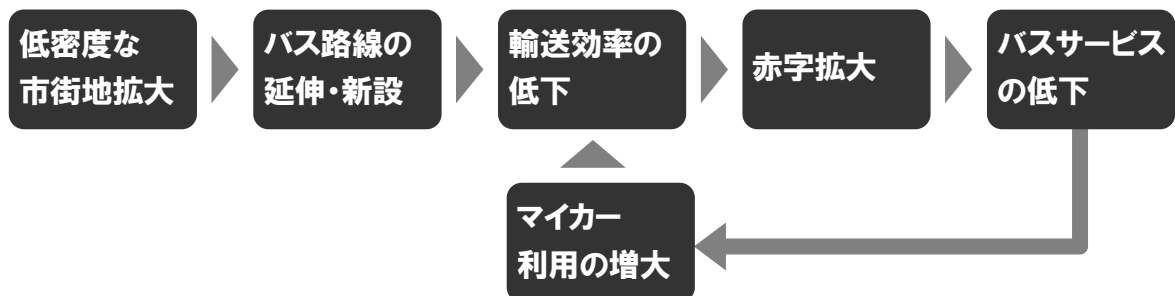 低密度な
市街地拡大
バス路線の
延伸・新設
輸送効率の
低下
赤字拡大
バスサービス
の低下
マイカー
利用の増大